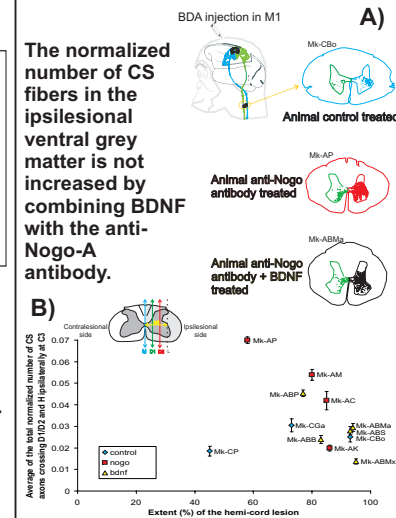 BDA injection in M1
A)
The normalized
number of CS
fibers in the
ipsilesional
ventral grey
matter is not
increased by
combining BDNF
with the anti-
Nogo-A
antibody.
Mk-CBo
Animal control treated
Mk-AP
Animal anti-Nogo
antibody treated
Mk-ABMa
Animal anti-Nogo
antibody + BDNF
treated
B)
Contralesional
side
Ipsilesional
side
M D1 D2 L
Average of the total normalized number of CS
axons crossing D1/D2 and H ipsilaterally at C3
0.07
0.06
0.05
0.04
0.03
0.02
0.01
0
Mk-AP
Mk-AM
Mk-ABP
Mk-AC
Mk-CGa
Mk-ABMa
Mk-ABS
Mk-ABB
Mk-CBo
Mk-CP
Mk-AK
Mk-ABMx
control
nogo
bdnf
0 20 40 60 80 100
Extent (%) of the hemi-cord lesion